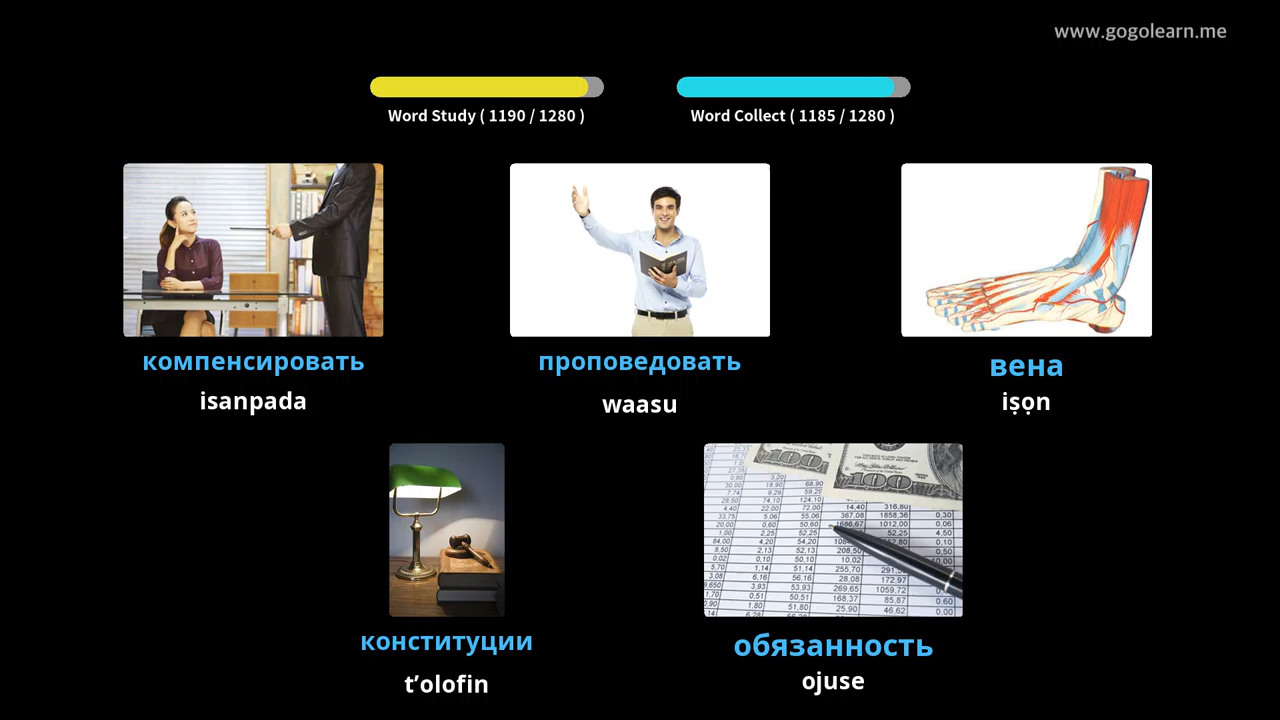 www.gogolearn.me
Word Study ( 1190 / 1280 )
Word Collect ( 1185 / 1280 )
компенсировать
isanpada
проповедовать
waasu
вена
iṣọn
конституции
t’olofin
обязанность
ojuse